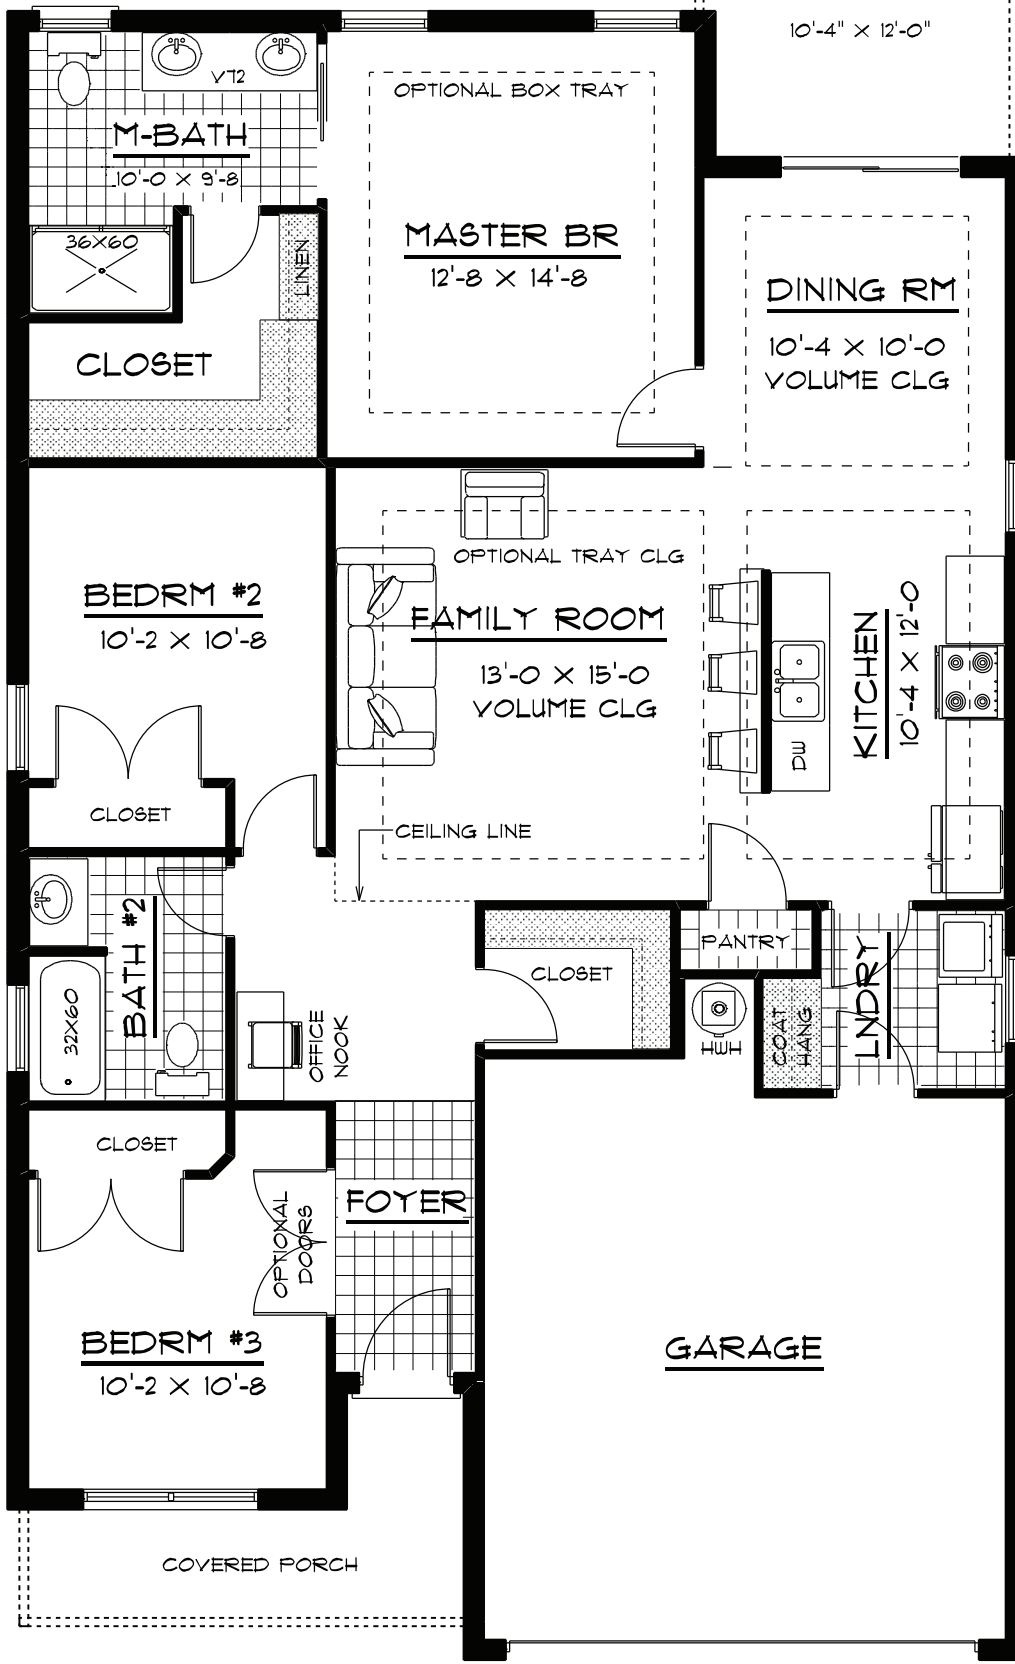 10'-4" X 12'-0"
V72
OPTIONAL BOX TRAY
M-BATH
10'-0 X 9'-8
36X60
LINEN
MASTER BR
12'-8 X 14'-8
DINING RM
10'-4 X 10'-0
VOLUME CLG
CLOSET
OPTIONAL TRAY CLG
BEDRM #2
10'-2 X 10'-8
FAMILY ROOM
13'-0 X 15'-0
VOLUME CLG
KITCHEN
10'-4 X 12'-0
DW
CLOSET
CEILING LINE
BATH #2
32X60
OFFICE
NOOK
CLOSET
PANTRY
LNDRY
COAT
HANG
HWH
CLOSET
FOYER
OPTIONAL
DOORS
BEDRM #3
10'-2 X 10'-8
GARAGE
COVERED PORCH